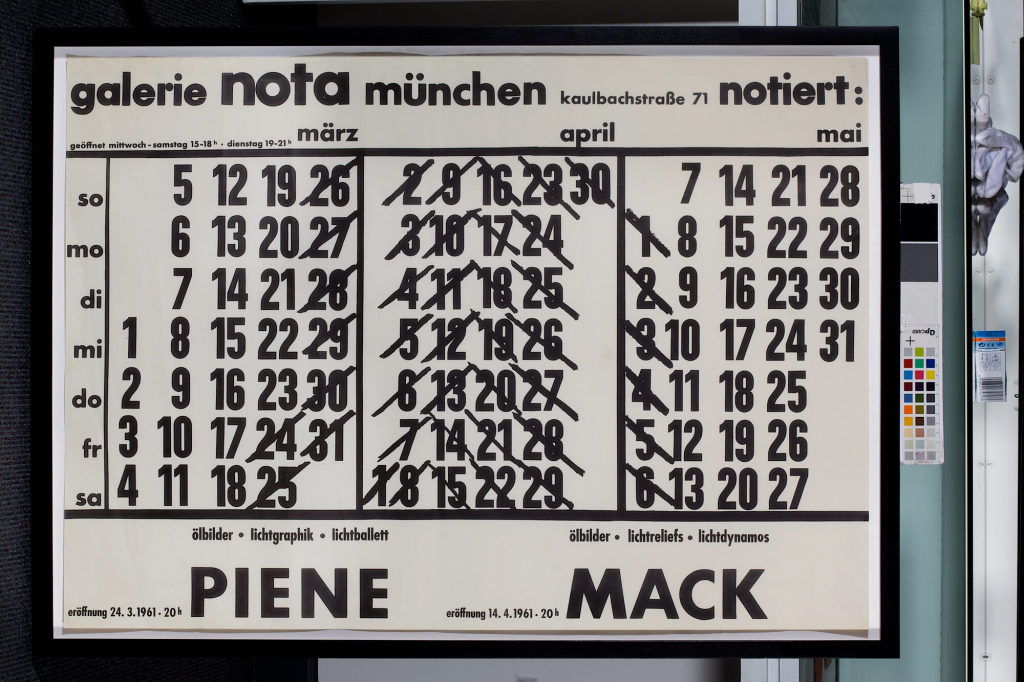 galerie nota münchen kaulbachstraße 71 notiert:
geöffnet mittwoch - samstag 15-18 h - dienstag 19-21 h
märz april mai
so 5 12 19 26 2 9 16 23 30 7 14 21 28
mo 6 13 20 27 3 10 17 24 1 8 15 22 29
di 7 14 21 28 4 11 18 25 2 9 16 23 30
mi 1 8 15 22 29 5 12 19 26 3 10 17 24 31
do 2 9 16 23 30 6 13 20 27 4 11 18 25
fr 3 10 17 24 31 7 14 21 28 5 12 19 26
sa 4 11 18 25 1 8 15 22 29 6 13 20 27
ölbilder • lichtgraphik • lichtballett
ölbilder • lichtreliefs • lichtdynamos
eröffnung 24.3.1961 · 20 h PIENE
eröffnung 14.4.1961 · 20 h MACK
QPCARD